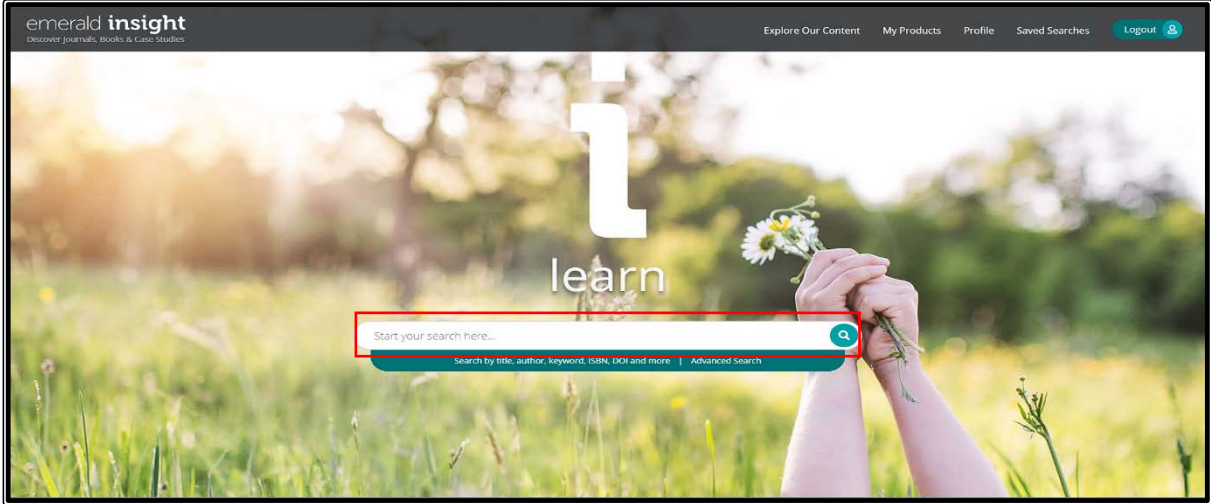 emerald insight
Discover Journals, Books & Case Studies
Explore Our Content My Products Profile Saved Searches Logout
i
learn
Start your search here...
Search by title, author, keyword, ISBN, DOI and more | Advanced Search